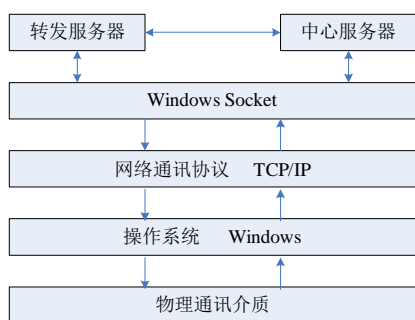 转发服务器
中心服务器
Windows Socket
网络通讯协议 TCP/IP
操作系统 Windows
物理通讯介质